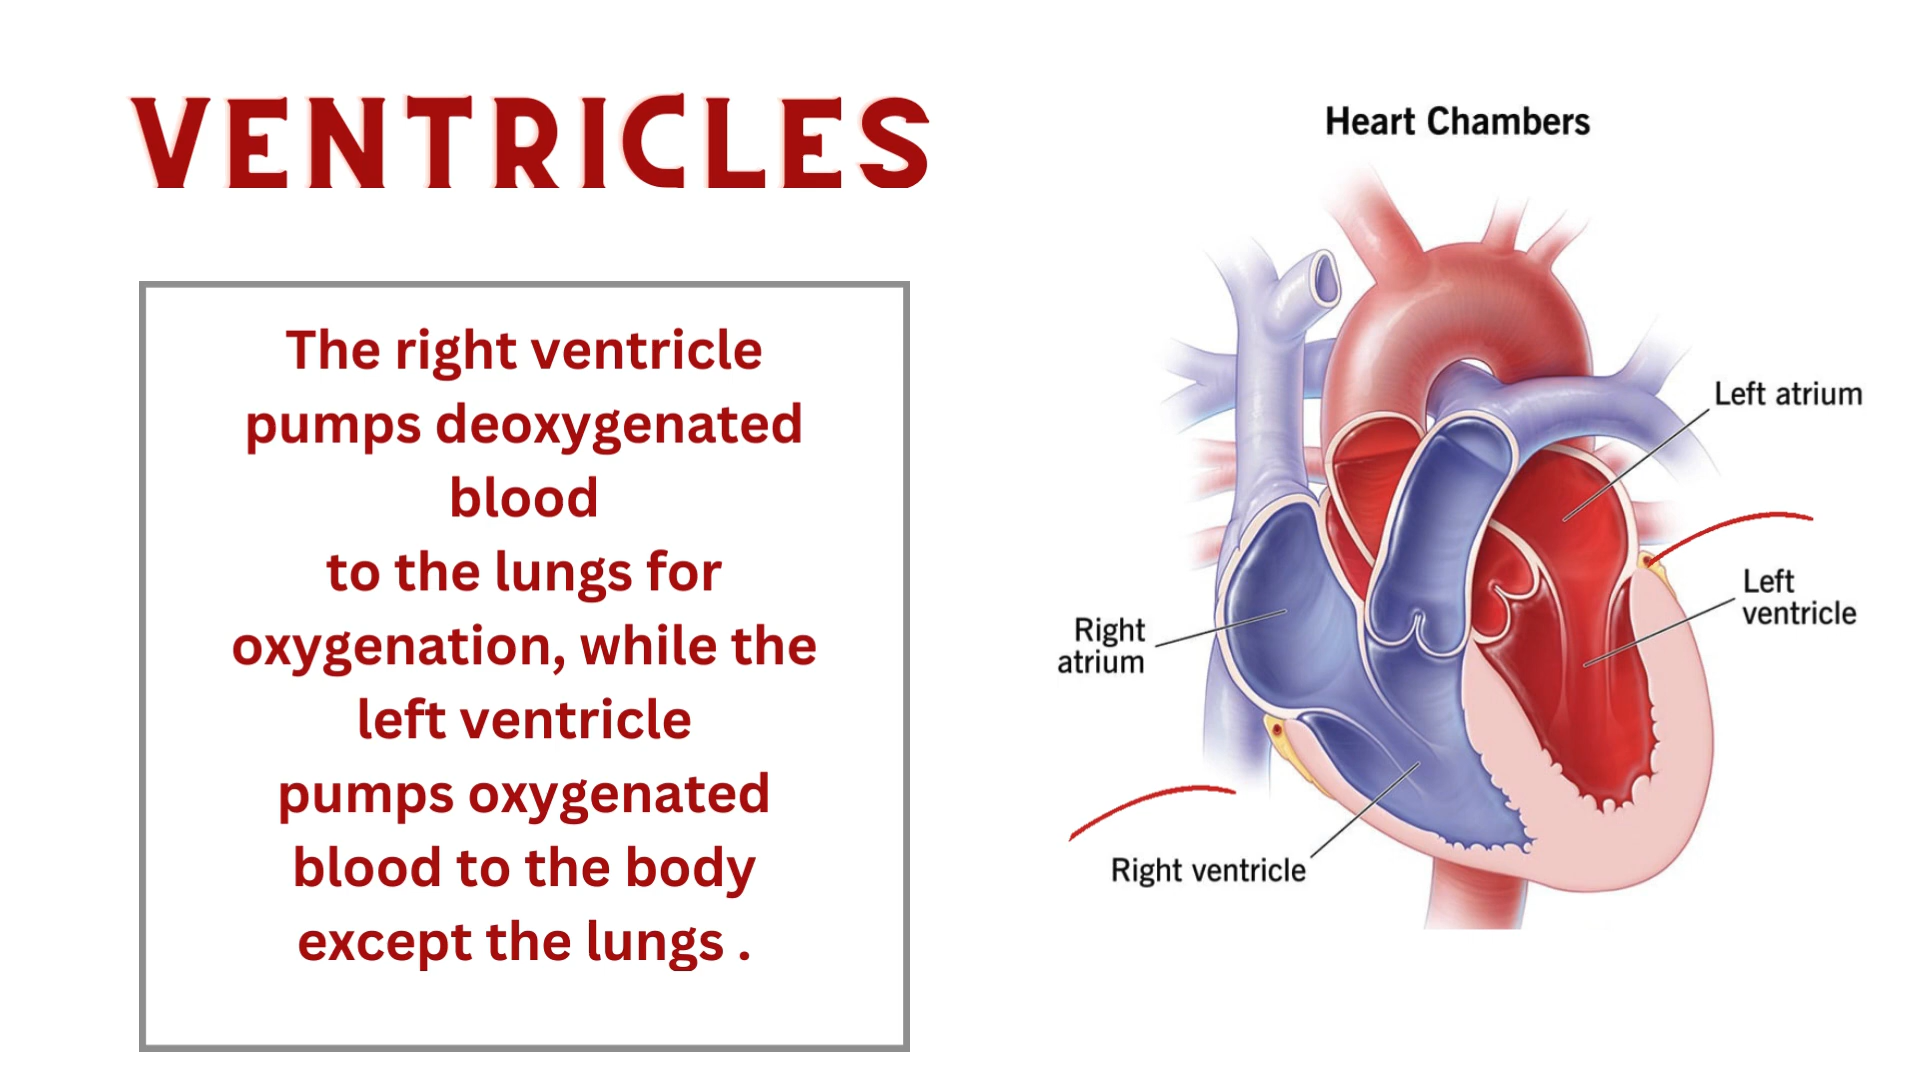 VENTRICLES
The right ventricle
pumps deoxygenated
blood
to the lungs for
oxygenation, while the
left ventricle
pumps oxygenated
blood to the body
except the lungs .
Heart Chambers
Left atrium
Left
ventricle
Right
atrium
Right ventricle